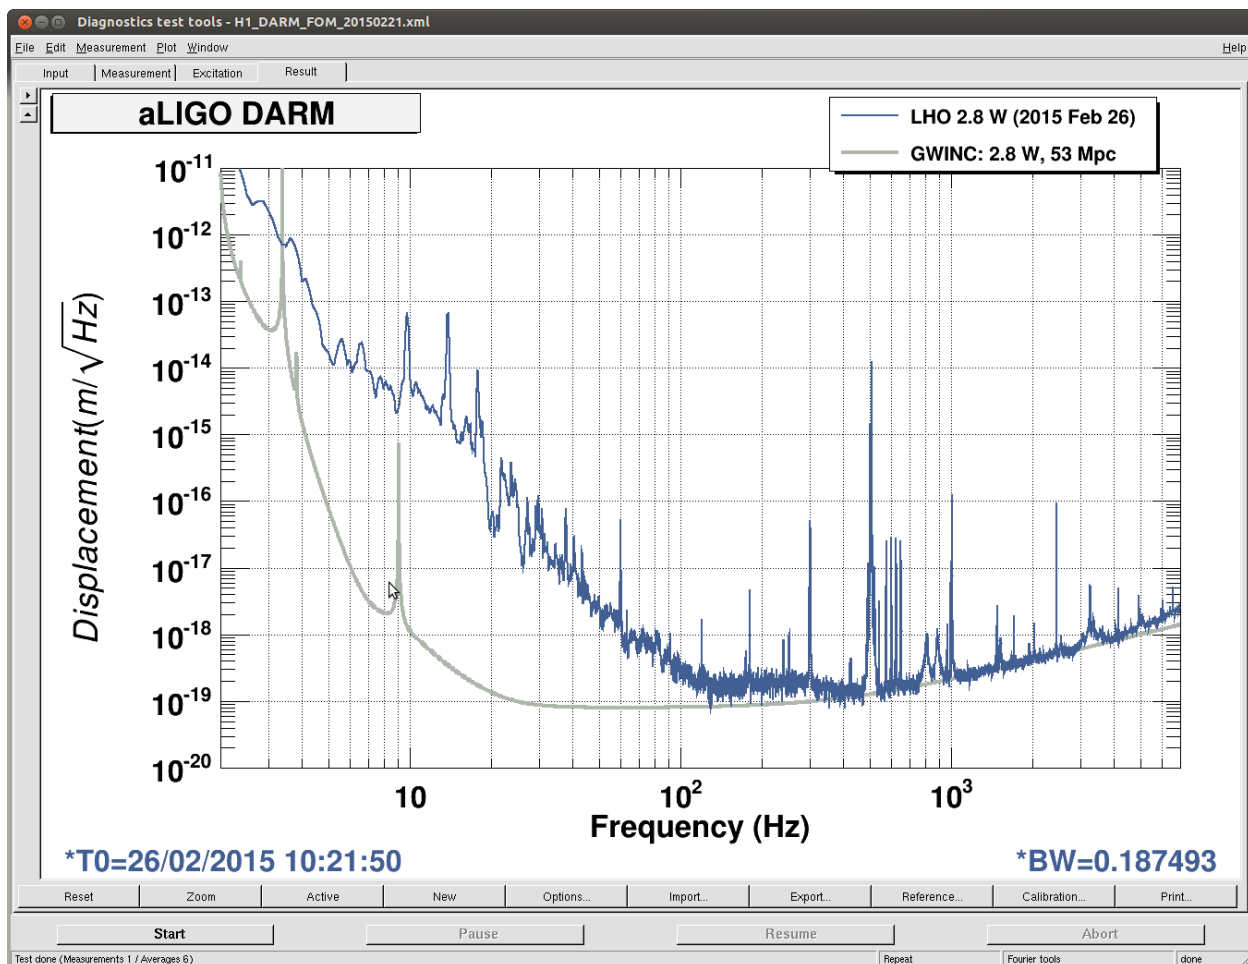 Diagnostics test tools - H1_DARM_FOM_20150221.xml
File Edit Measurement Plot Window Help
Input Measurement Excitation Result
aLIGO DARM
LHO 2.8 W (2015 Feb 26)
GWINC: 2.8 W, 53 Mpc
Displacement(m/√Hz)
10^-11
10^-12
10^-13
10^-14
10^-15
10^-16
10^-17
10^-18
10^-19
10^-20
10 10^2 10^3
Frequency (Hz)
*T0=26/02/2015 10:21:50 *BW=0.187493
Reset Zoom Active New Options... Import... Export... Reference... Calibration... Print...
Start Pause Resume Abort
Test done (Measurements 1 / Averages 6) Repeat Fourier tools done